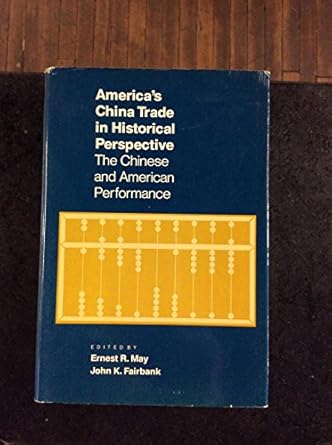 America's
China Trade
in Historical
Perspective
The Chinese
and American
Performance
EDITED BY
Ernest R. May
John K. Fairbank